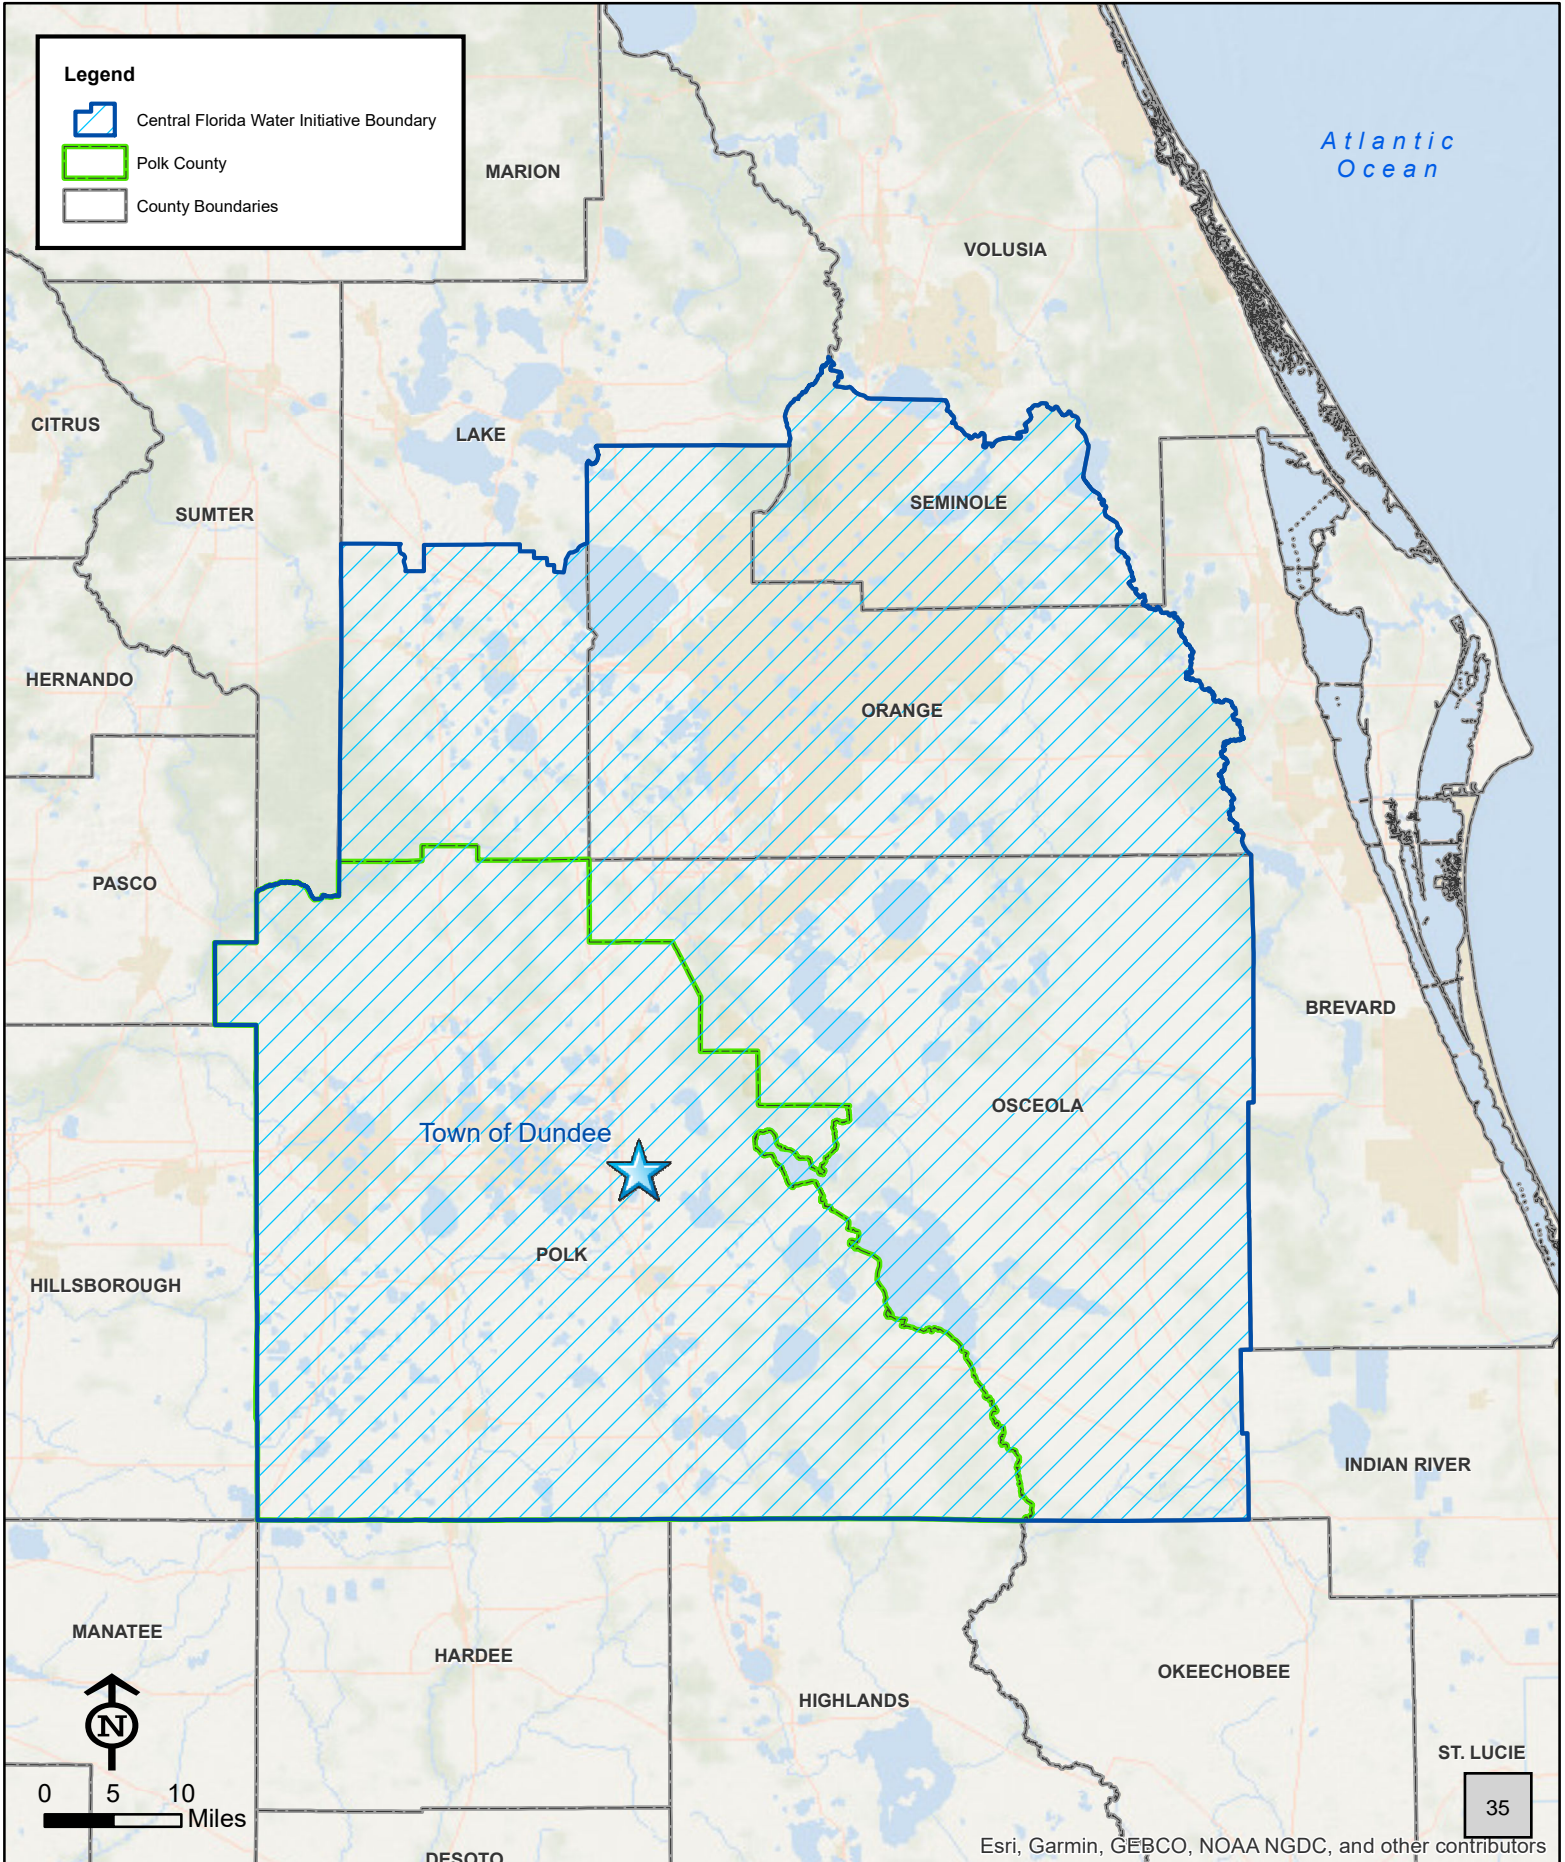 Legend
Central Florida Water Initiative Boundary
Polk County
County Boundaries
Atlantic
Ocean
MARION
VOLUSIA
CITRUS
LAKE
SUMTER
SEMINOLE
HERNANDO
ORANGE
PASCO
BREVARD
OSCEOLA
Town of Dundee
POLK
HILLSBOROUGH
INDIAN RIVER
MANATEE
HARDEE
OKEECHOBEE
HIGHLANDS
N
ST. LUCIE
0 5 10
Miles
35
Esri, Garmin, GEBCO, NOAA NGDC, and other contributors
DESOTO